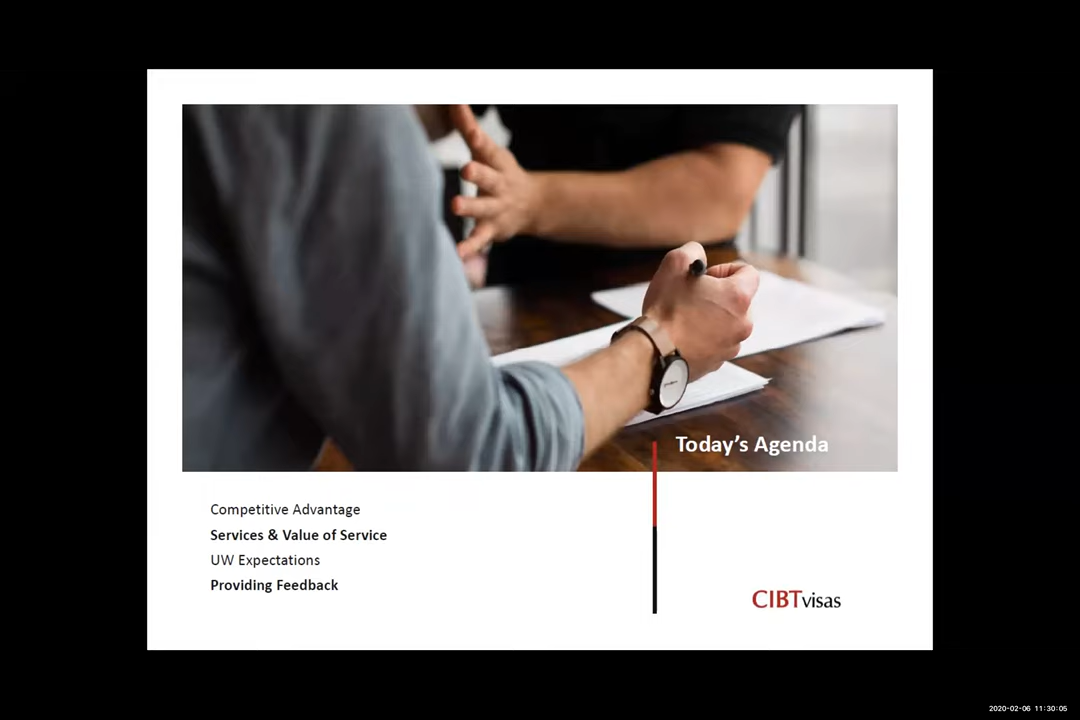 Today's Agenda
Competitive Advantage
Services & Value of Service
UW Expectations
Providing Feedback
CIBTvisas
2020-02-06 11:30:05